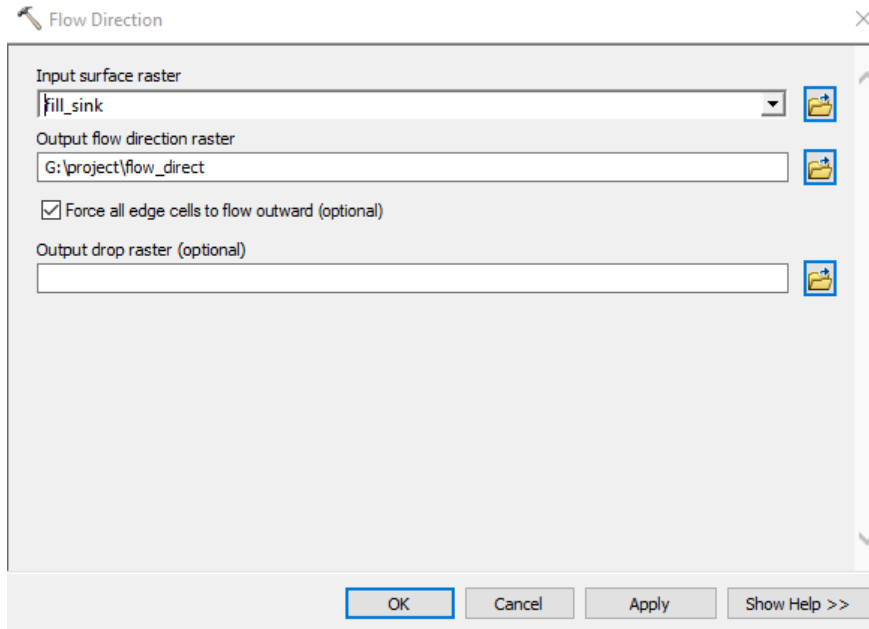 Flow Direction
Input surface raster
fill_sink
Output flow direction raster
G:\project\flow_direct
Force all edge cells to flow outward (optional)
Output drop raster (optional)
OK Cancel Apply Show Help >>